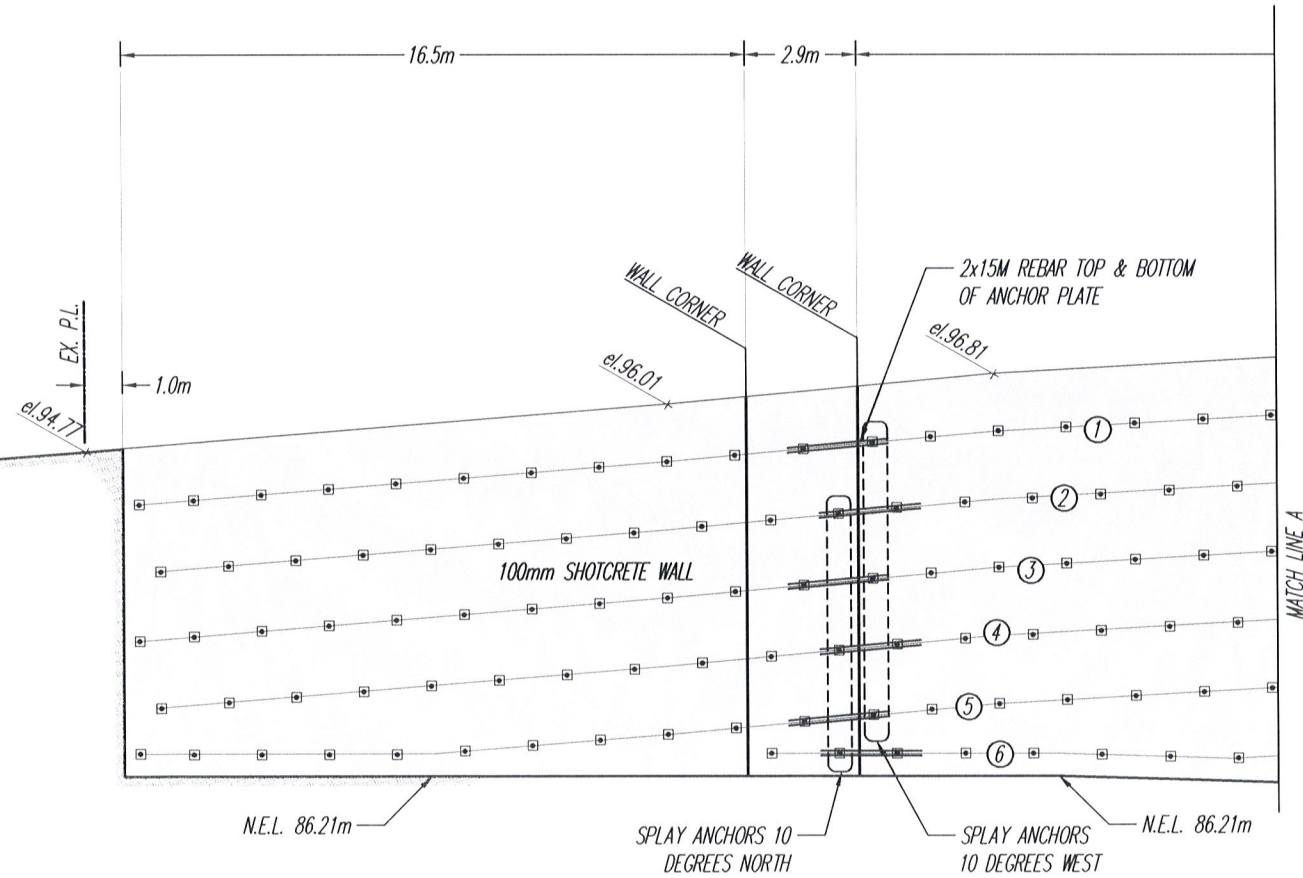 16.5m
2.9m
WALL CORNER
WALL CORNER
2x15M REBAR TOP & BOTTOM
OF ANCHOR PLATE
EX. P.L.
1.0m
el.94.77
el.96.01
el.96.81
1
2
3
4
5
6
100mm SHOTCRETE WALL
MATCH LINE A
N.E.L. 86.21m
SPLAY ANCHORS 10
DEGREES NORTH
SPLAY ANCHORS
10 DEGREES WEST
N.E.L. 86.21m